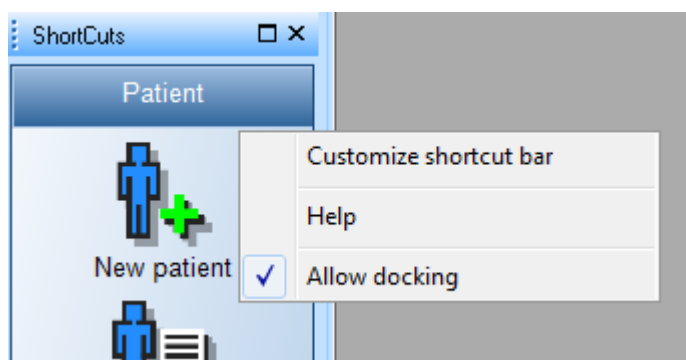 ShortCuts
Patient
New patient
Customize shortcut bar
Help
Allow docking